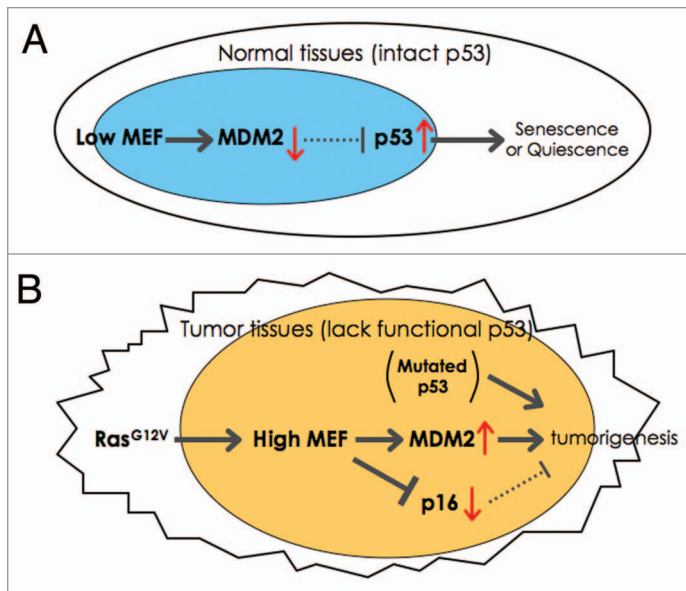 A
Normal tissues (intact p53)
Low MEF MDM2 p53 Senescence
or Quiescence
B
Tumor tissues (lack functional p53)
(Mutated
p53)
Ras^G12V High MEF MDM2 tumorigenesis
p16